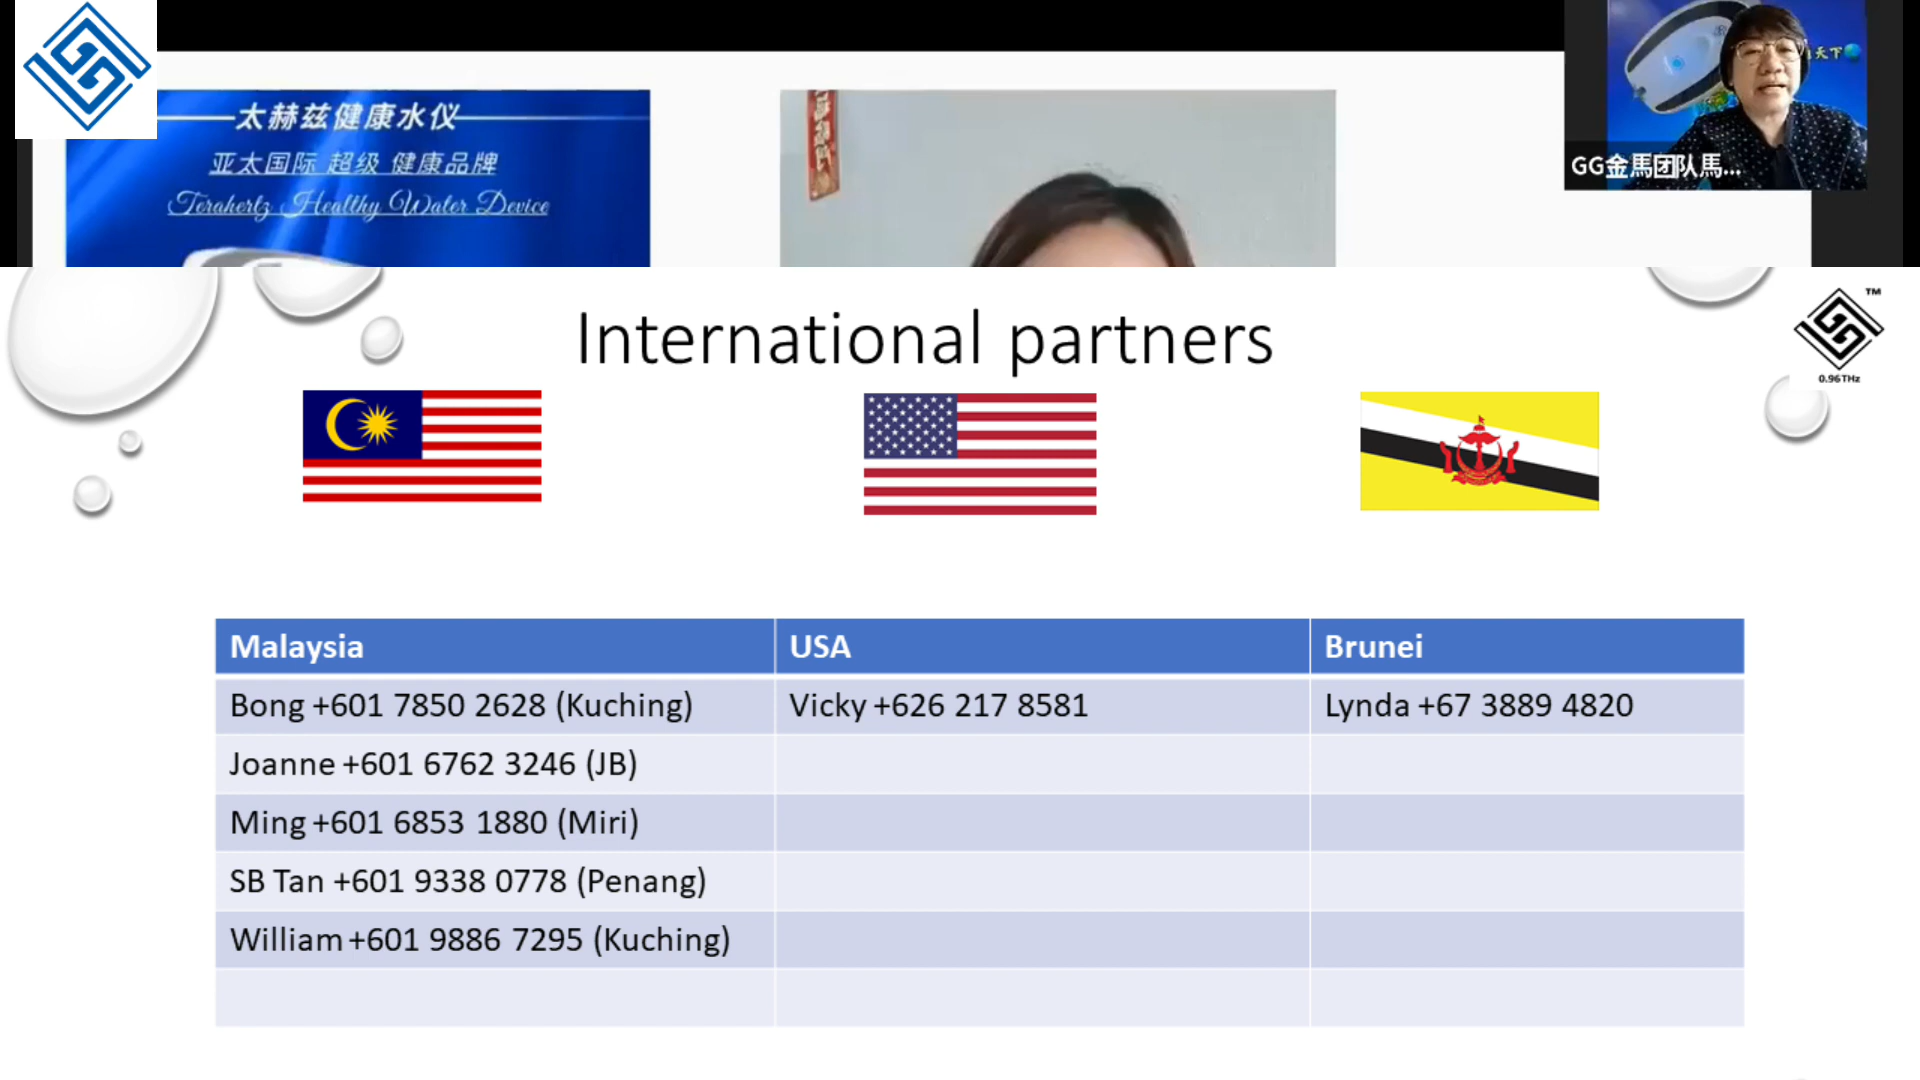 太赫兹健康水仪
亚太国际 超级 健康品牌
Terahertz Healthy Water Device
天下
GG金馬团队馬...
International partners
TM
0.96THz
Malaysia USA Brunei
Bong +601 7850 2628 (Kuching) Vicky +626 217 8581 Lynda +67 3889 4820
Joanne +601 6762 3246 (JB)
Ming +601 6853 1880 (Miri)
SB Tan +601 9338 0778 (Penang)
William +601 9886 7295 (Kuching)